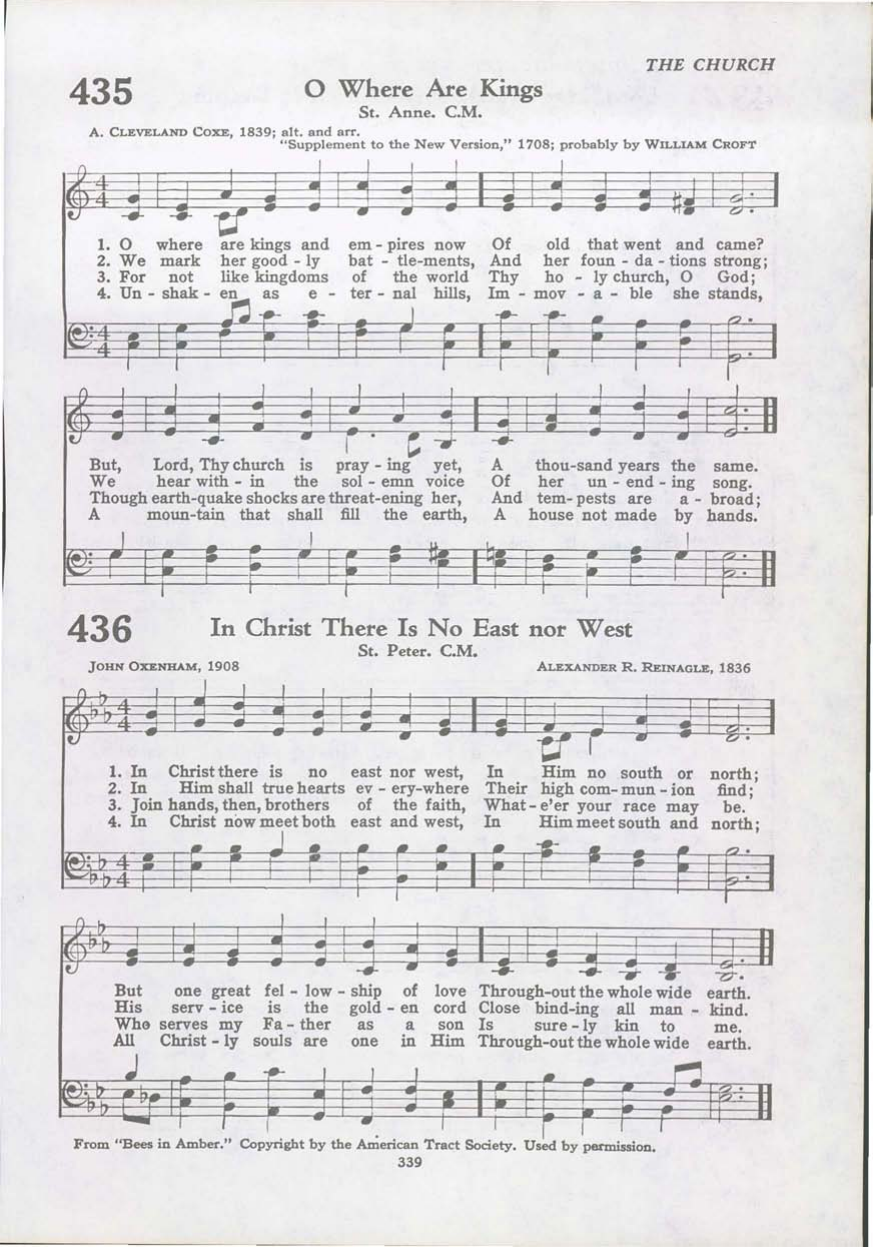 THE CHURCH
435 O Where Are Kings
St. Anne. C.M.
A. CLEVELAND COXE, 1839; alt. and arr.
"Supplement to the New Version," 1708; probably by WILLIAM CROFT
1. O where are kings and em - pires now Of old that went and came?
2. We mark her good - ly bat - tle-ments, And her foun - da - tions strong;
3. For not like kingdoms of the world Thy ho - ly church, O God;
4. Un - shak - en as e - ter - nal hills, Im - mov - a - ble she stands,
But, Lord, Thy church is pray - ing yet, A thou-sand years the same.
We hear with - in the sol - emn voice Of her un - end - ing song.
Though earth-quake shocks are threat-ening her, And tem- pests are a - broad;
A moun-tain that shall fill the earth, A house not made by hands.
436 In Christ There Is No East nor West
St. Peter. C.M.
JOHN OXENHAM, 1908 ALEXANDER R. REINAGLE, 1836
1. In Christ there is no east nor west, In Him no south or north;
2. In Him shall true hearts ev - ery-where Their high com- mun - ion find;
3. Join hands, then, brothers of the faith, What - e'er your race may be.
4. In Christ now meet both east and west, In Him meet south and north;
But one great fel - low - ship of love Through-out the whole wide earth.
His serv - ice is the gold - en cord Close bind-ing all man - kind.
Who serves my Fa - ther as a son Is sure - ly kin to me.
All Christ - ly souls are one in Him Through-out the whole wide earth.
From "Bees in Amber." Copyright by the American Tract Society. Used by permission.
339